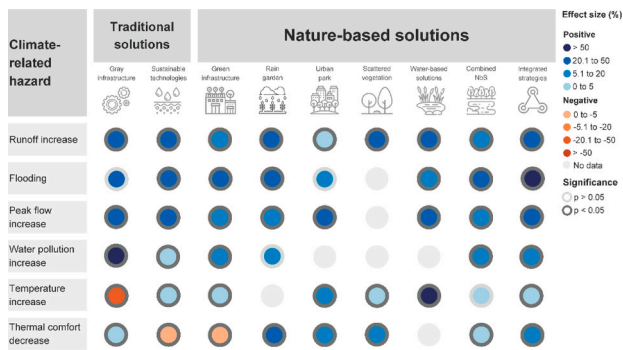 Climate-
related
hazard
Traditional
solutions
Nature-based solutions
Gray
infrastructure
Sustainable
technologies
Green
infrastructure
Rain
garden
Urban
park
Scattered
vegetation
Water-based
solutions
Combined
NbS
Integrated
strategies
Runoff increase
Flooding
Peak flow
increase
Water pollution
increase
Temperature
increase
Thermal comfort
decrease
Effect size (%)
Positive
> 50
20.1 to 50
5.1 to 20
0 to 5
Negative
0 to -5
-5.1 to -20
-20.1 to -50
> -50
No data
Significance
p > 0.05
p < 0.05